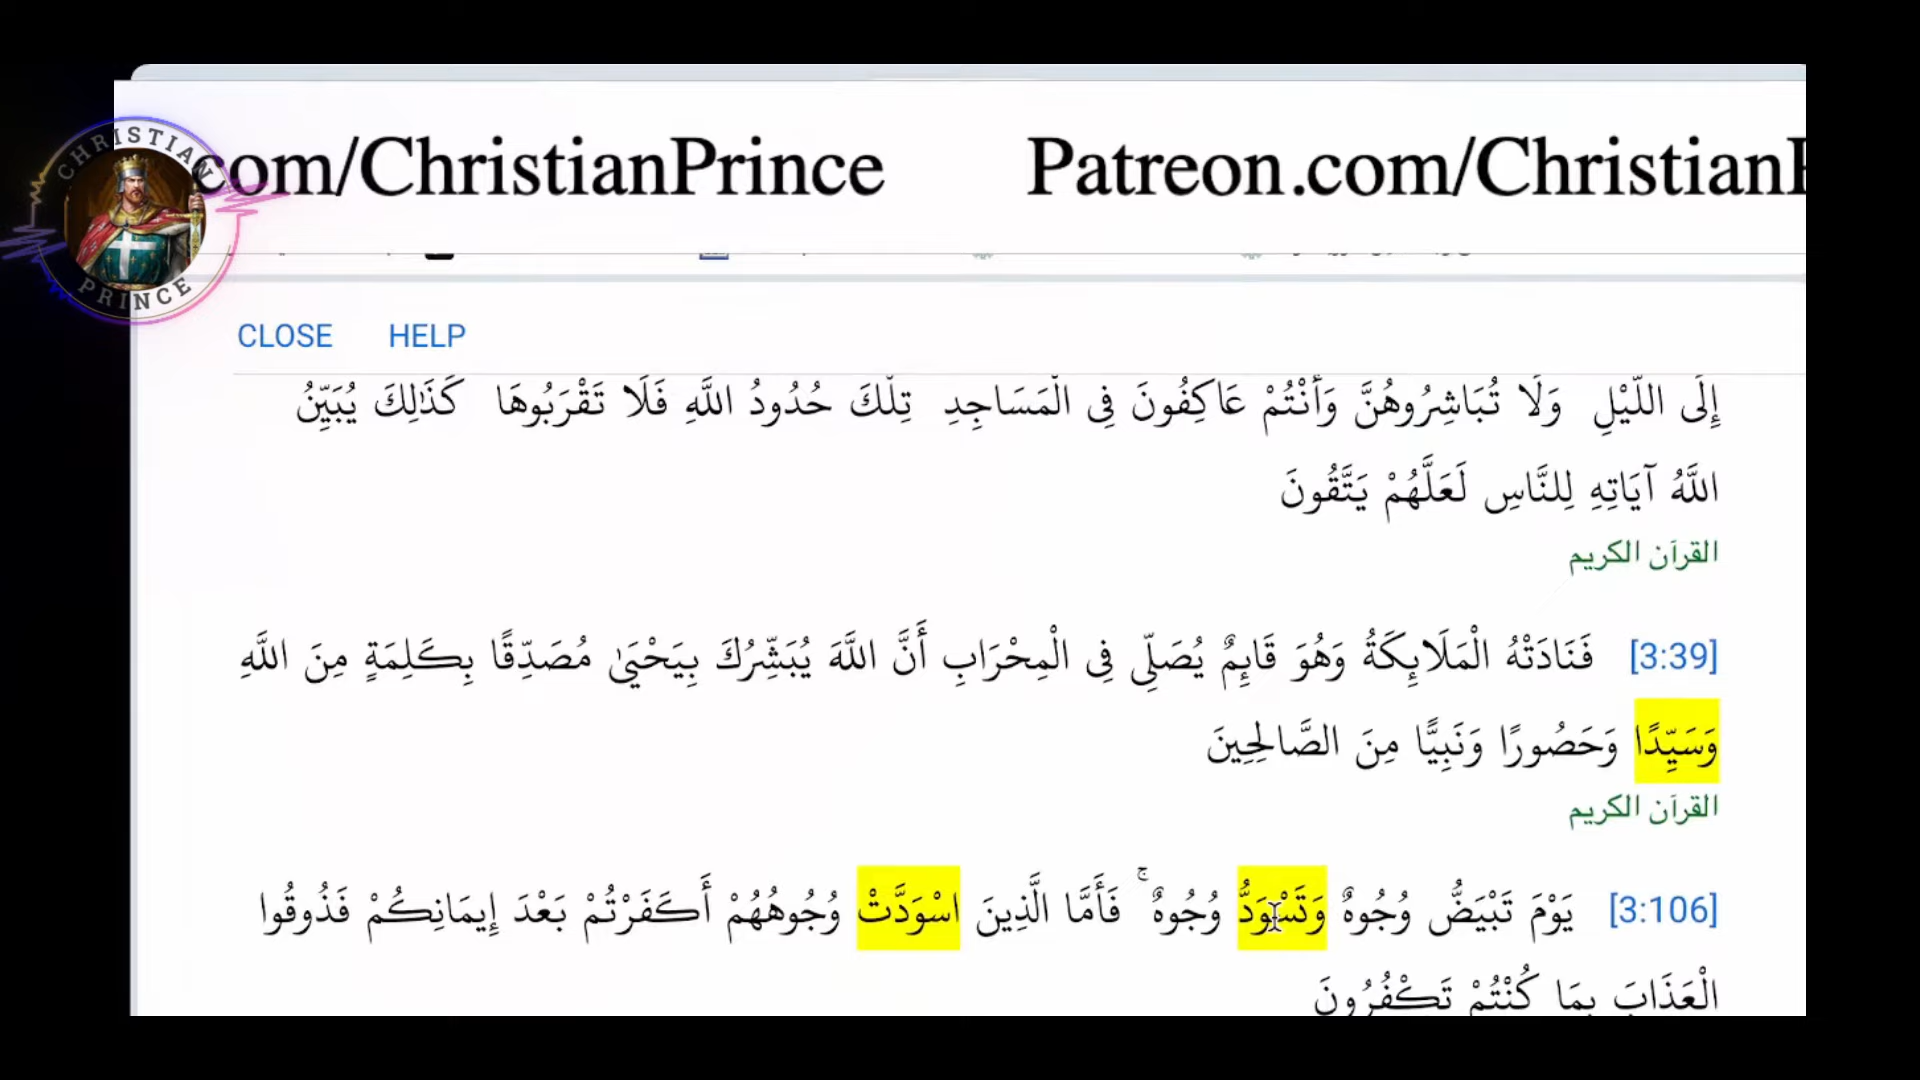 CHRISTIAN
PRINCE
com/ChristianPrince Patreon.com/Christian
CLOSE HELP
إِلَى اللَّيْلِ وَلَا تُبَاشِرُوهُنَّ وَأَنْتُمْ عَاكِفُونَ فِى الْمَسَاجِدِ تِلْكَ حُدُودُ اللَّهِ فَلَا تَقْرَبُوهَا كَذَٰلِكَ يُبَيِّنُ
اللَّهُ آيَاتِهِ لِلنَّاسِ لَعَلَّهُمْ يَتَّقُونَ
القرآن الكريم
[3:39] فَنَادَتْهُ الْمَلَائِكَةُ وَهُوَ قَائِمٌ يُصَلِّى فِى الْمِحْرَابِ أَنَّ اللَّهَ يُبَشِّرُكَ بِيَحْيَىٰ مُصَدِّقًا بِكَلِمَةٍ مِنَ اللَّهِ
وَسَيِّدًا وَحَصُورًا وَنَبِيًّا مِنَ الصَّالِحِينَ
القرآن الكريم
[3:106] يَوْمَ تَبْيَضُّ وُجُوهٌ وَتَسْوَدُّ وُجُوهٌ ۚ فَأَمَّا الَّذِينَ اسْوَدَّتْ وُجُوهُهُمْ أَكَفَرْتُمْ بَعْدَ إِيمَانِكُمْ فَذُوقُوا
الْعَذَابَ بِمَا كُنْتُمْ تَكْفُرُونَ